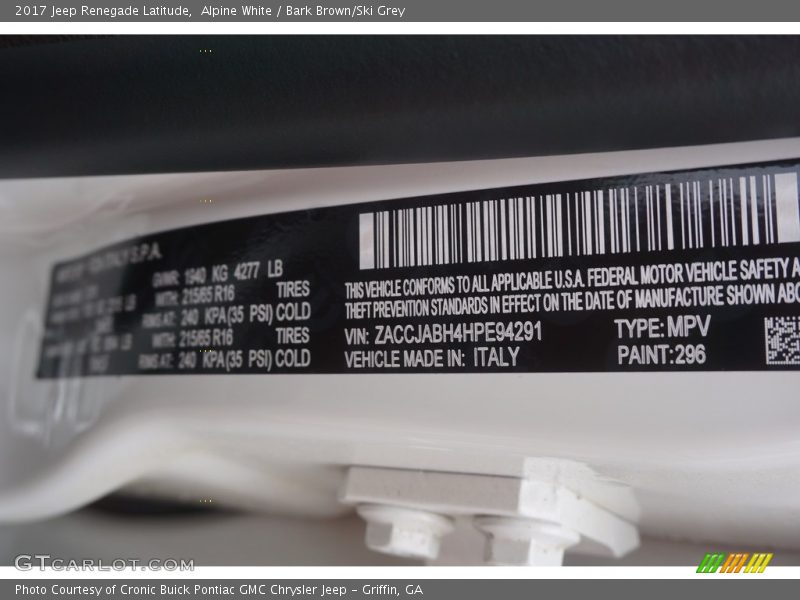 2017 Jeep Renegade Latitude,  Alpine White / Bark Brown/Ski Grey
S.P.A.
GVWR: 1940 KG 4277 LB
WITH: 21565 R16 TIRES
RIMS AT: 240 KPA(35 PSI) COLD
WITH: 21565 R16 TIRES
RIMS AT: 240 KPA(35 PSI) COLD
THIS VEHICLE CONFORMS TO ALL APPLICABLE U.S.A. FEDERAL MOTOR VEHICLE SAFETY A
THEFT PREVENTION STANDARDS IN EFFECT ON THE DATE OF MANUFACTURE SHOWN ABO
VIN: ZACCJABH4HPE94291 TYPE: MPV
VEHICLE MADE IN: ITALY PAINT:296
GTCARLOT.COM
Photo Courtesy of Cronic Buick Pontiac GMC Chrysler Jeep - Griffin, GA